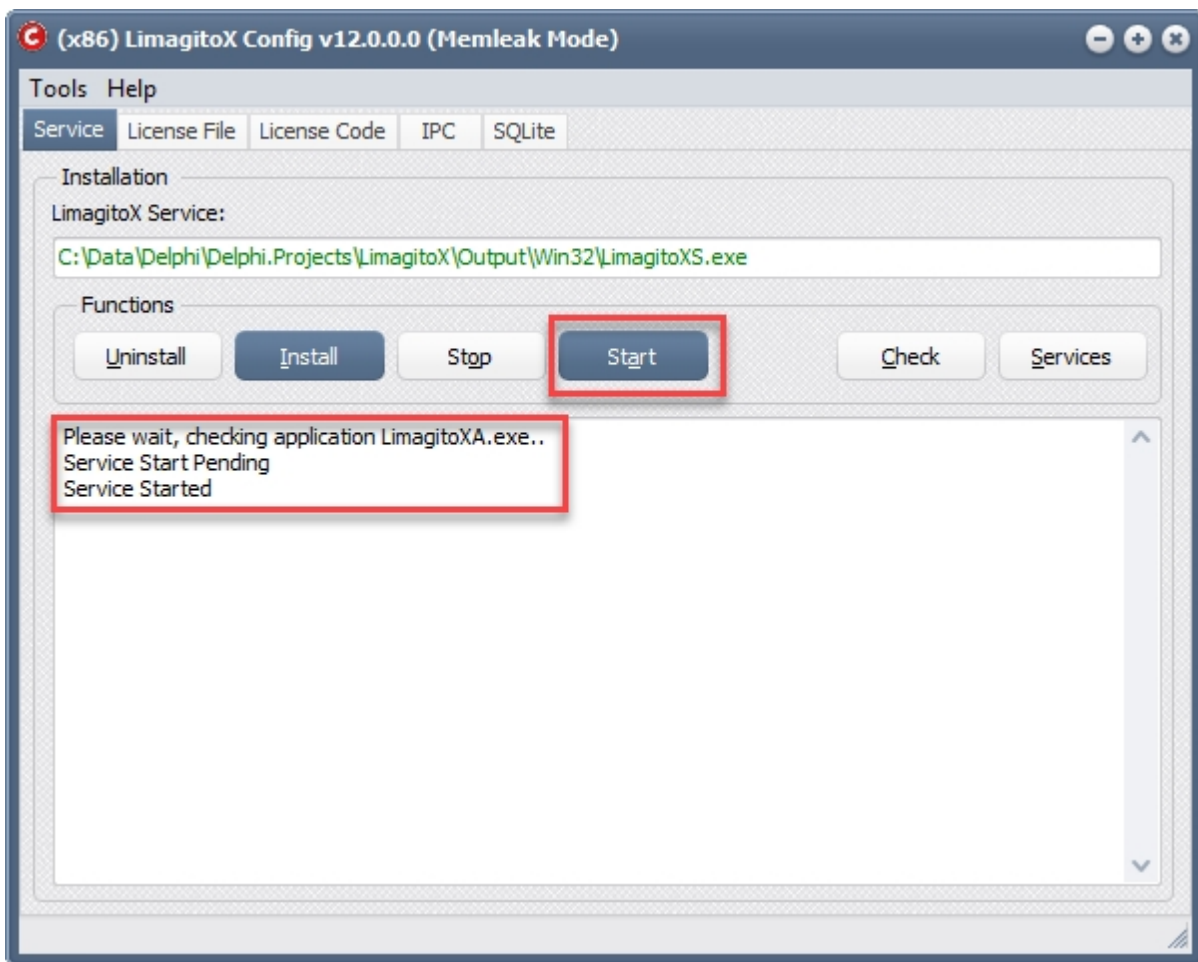 (x86) LimagitoX Config v12.0.0.0 (Memleak Mode)
Tools Help
Service License File License Code IPC SQLite
Installation
LimagitoX Service:
C:\Data\Delphi\Delphi.Projects\LimagitoX\Output\Win32\LimagitoXS.exe
Functions
Uninstall Install Stop Start Check Services
Please wait, checking application LimagitoXA.exe..
Service Start Pending
Service Started